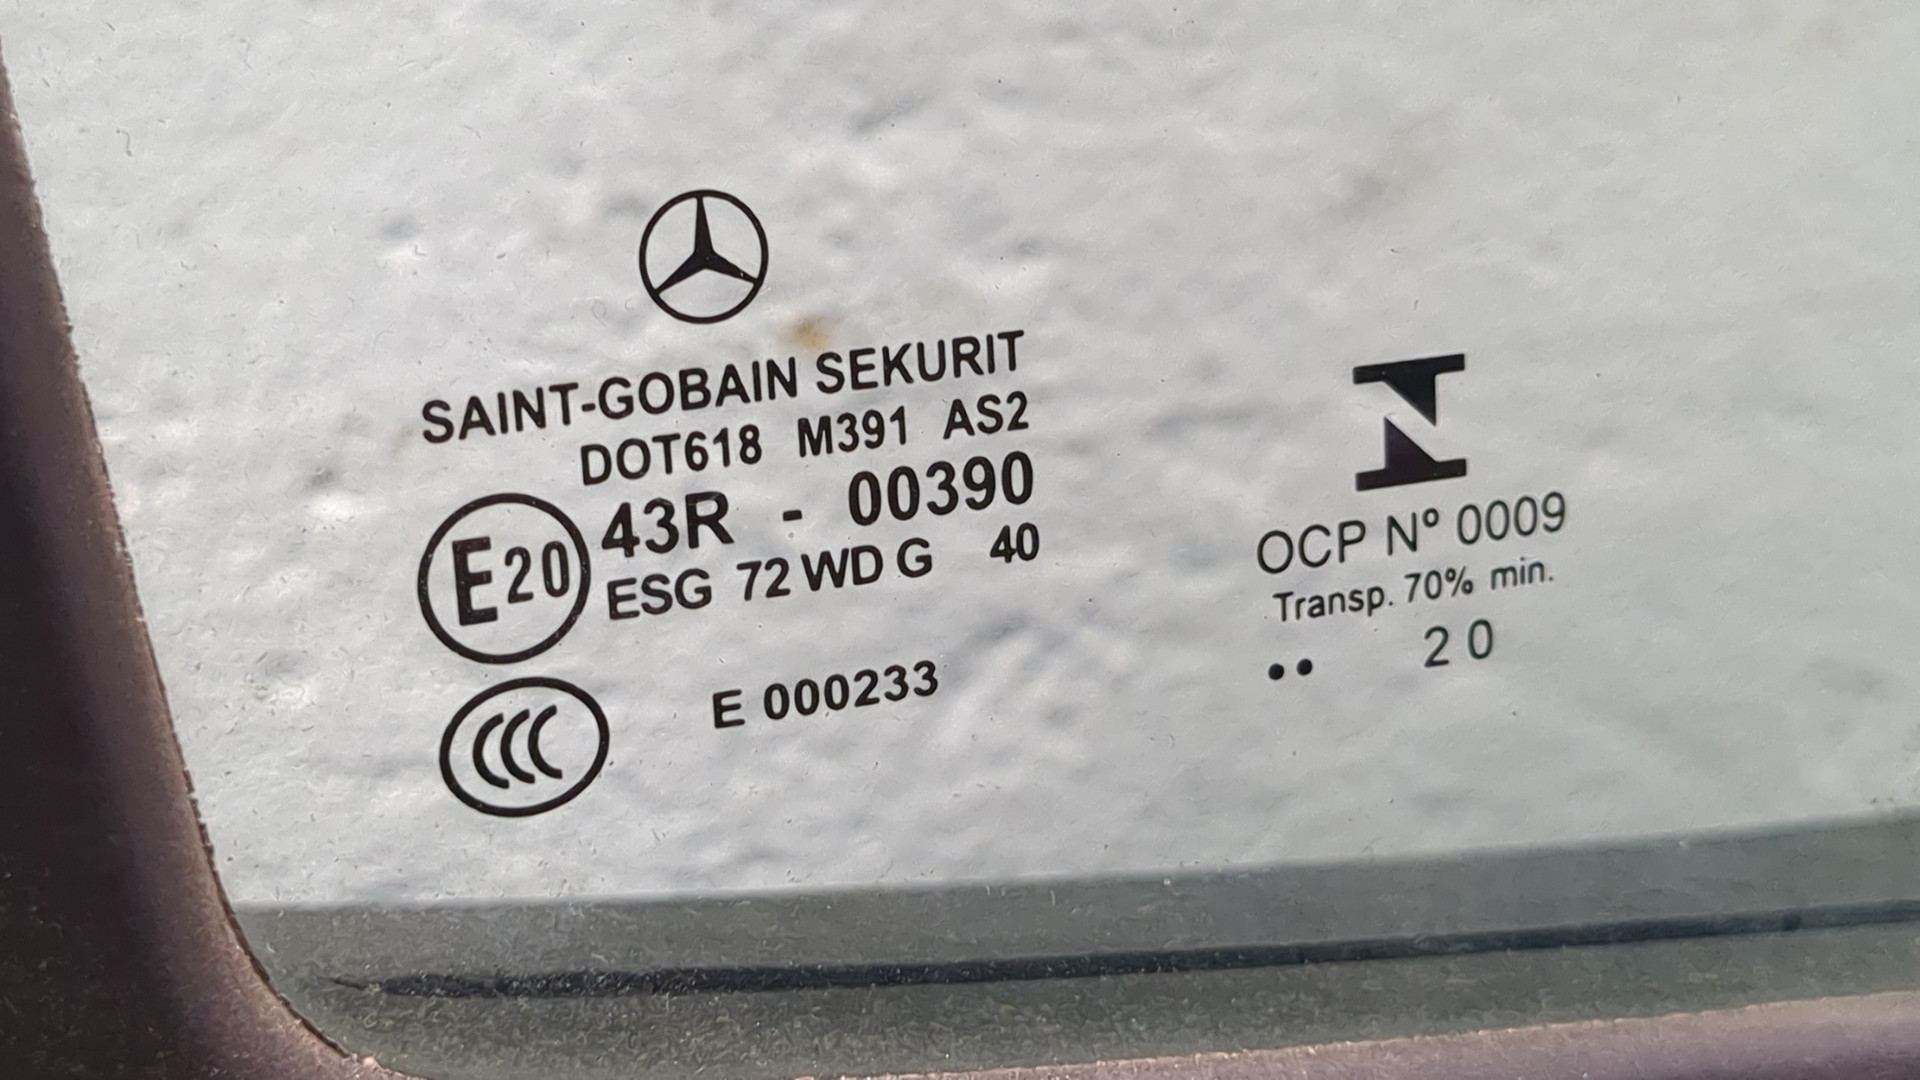 SAINT-GOBAIN SEKURIT
DOT618 M391 AS2
43R - 00390
E20
ESG 72 WD G 40
CCC
E 000233
N
OCP Nº 0009
Transp. 70% min.
•• 20